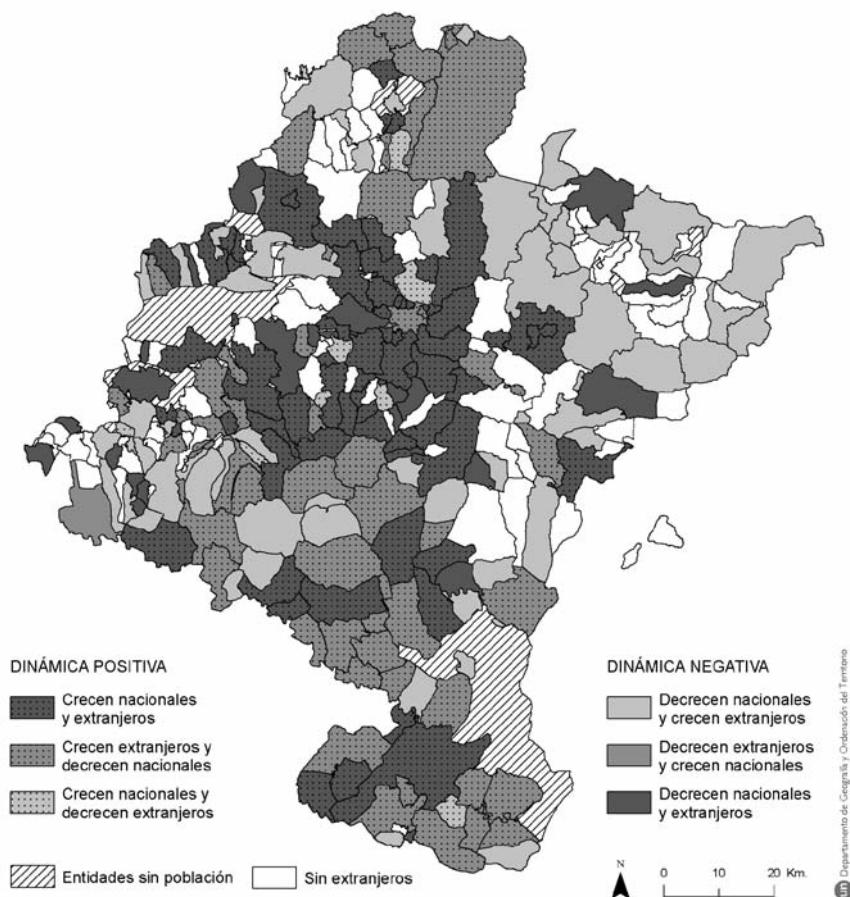 DINÁMICA POSITIVA
Crecen nacionales
y extranjeros
Crecen extranjeros y
decrecen nacionales
Crecen nacionales y
decrecen extranjeros
DINÁMICA NEGATIVA
Decrecen nacionales
y crecen extranjeros
Decrecen extranjeros
y crecen nacionales
Decrecen nacionales
y extranjeros
Entidades sin población
Sin extranjeros
N
0 10 20 Km.
un Departamento de Geografía y Ordenación del Territorio